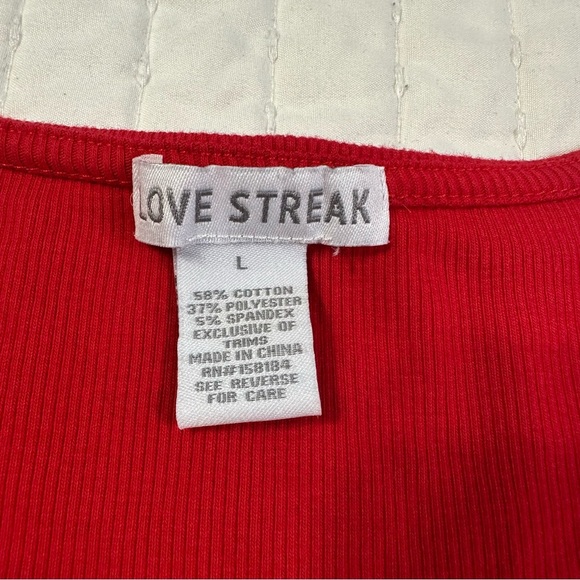 LOVE STREAK
L
58% COTTON
37% POLYESTER
5% SPANDEX
EXCLUSIVE OF
TRIMS
MADE IN CHINA
RN#158184
SEE REVERSE
FOR CARE